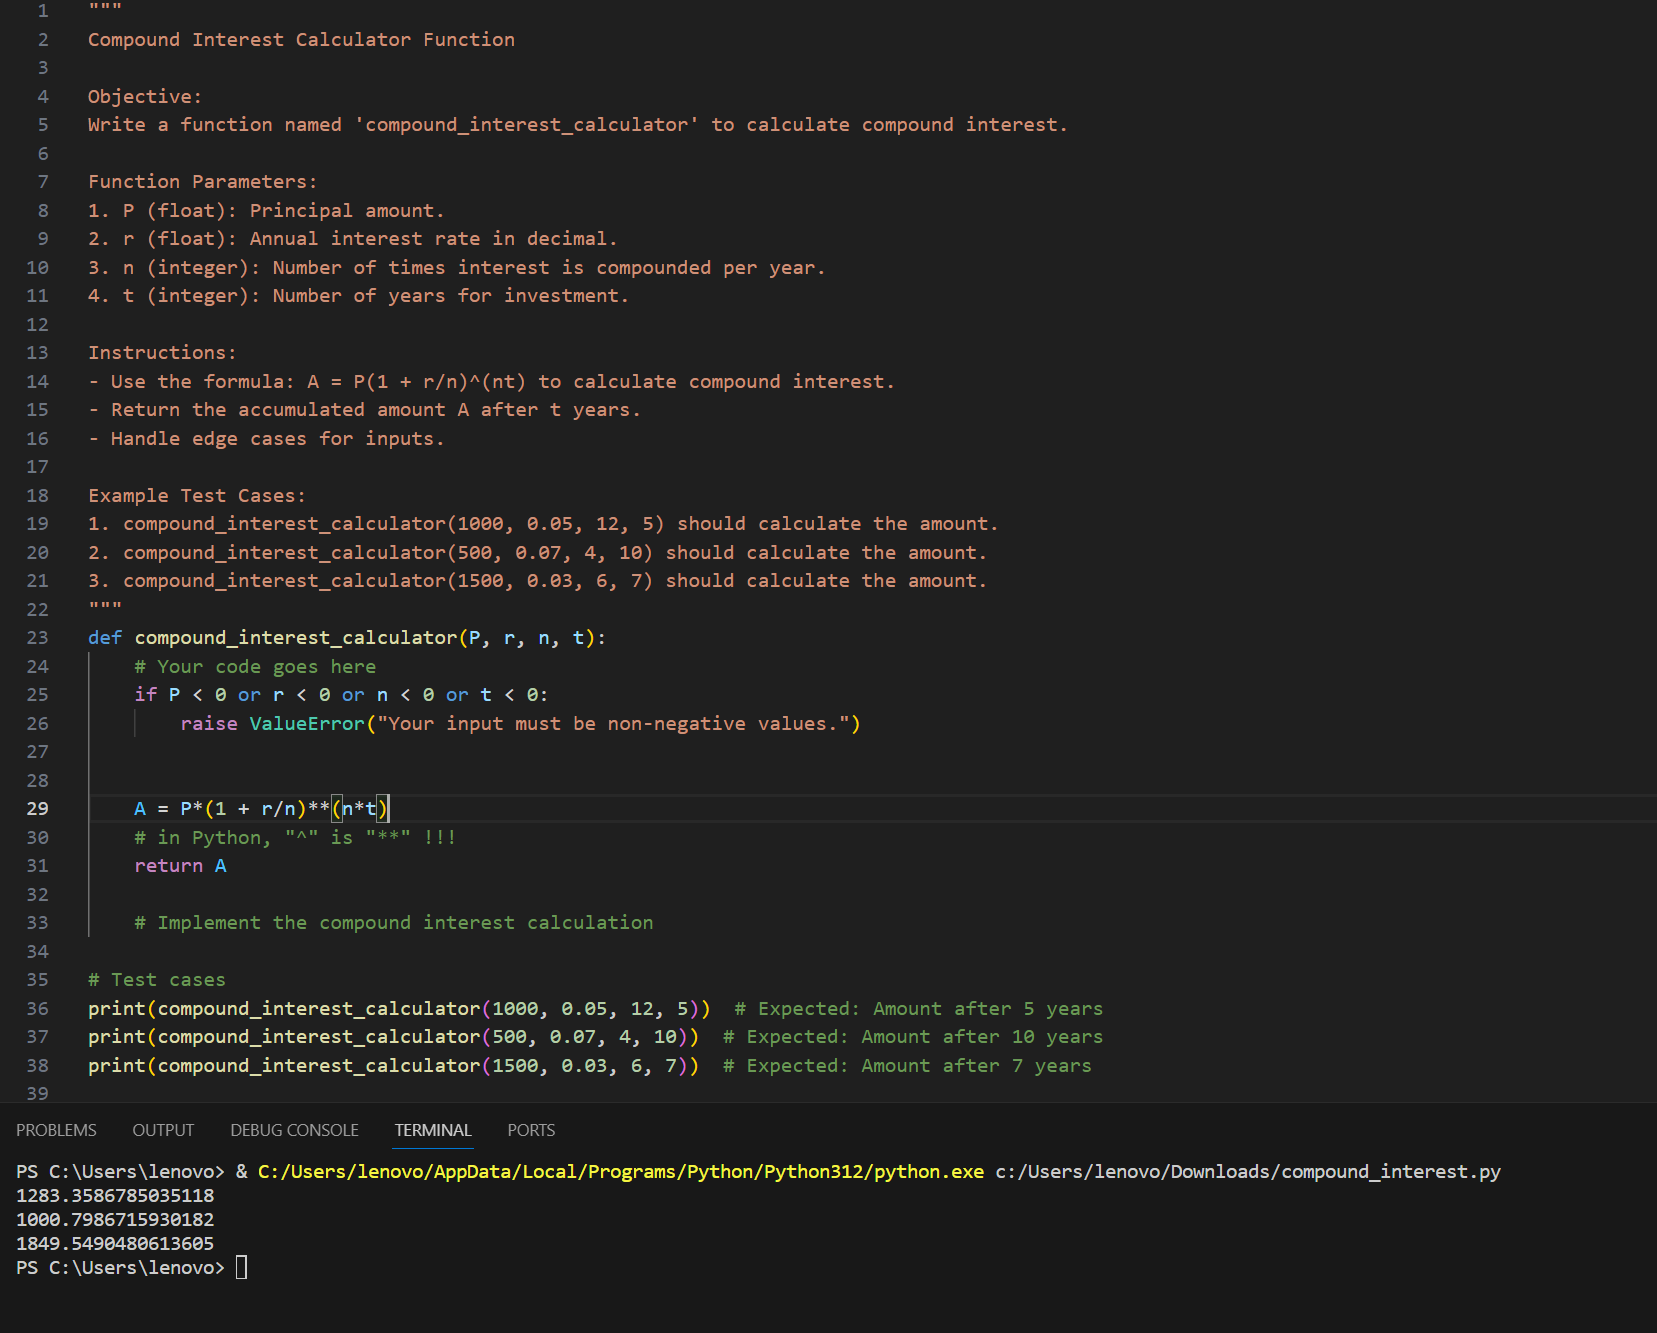 1 """
2 Compound Interest Calculator Function
3
4 Objective:
5 Write a function named 'compound_interest_calculator' to calculate compound interest.
6
7 Function Parameters:
8 1. P (float): Principal amount.
9 2. r (float): Annual interest rate in decimal.
10 3. n (integer): Number of times interest is compounded per year.
11 4. t (integer): Number of years for investment.
12
13 Instructions:
14 - Use the formula: A = P(1 + r/n)^(nt) to calculate compound interest.
15 - Return the accumulated amount A after t years.
16 - Handle edge cases for inputs.
17
18 Example Test Cases:
19 1. compound_interest_calculator(1000, 0.05, 12, 5) should calculate the amount.
20 2. compound_interest_calculator(500, 0.07, 4, 10) should calculate the amount.
21 3. compound_interest_calculator(1500, 0.03, 6, 7) should calculate the amount.
22 """
23 def compound_interest_calculator(P, r, n, t):
24     # Your code goes here
25     if P < 0 or r < 0 or n < 0 or t < 0:
26         raise ValueError("Your input must be non-negative values.")
27
28
29     A = P*(1 + r/n)**(n*t)
30     # in Python, "^" is "**" !!!
31     return A
32
33     # Implement the compound interest calculation
34
35 # Test cases
36 print(compound_interest_calculator(1000, 0.05, 12, 5))  # Expected: Amount after 5 years
37 print(compound_interest_calculator(500, 0.07, 4, 10))  # Expected: Amount after 10 years
38 print(compound_interest_calculator(1500, 0.03, 6, 7))  # Expected: Amount after 7 years
39
PROBLEMS OUTPUT DEBUG CONSOLE TERMINAL PORTS
PS C:\Users\lenovo> & C:/Users/lenovo/AppData/Local/Programs/Python/Python312/python.exe c:/Users/lenovo/Downloads/compound_interest.py
1283.3586785035118
1000.7986715930182
1849.5490480613605
PS C:\Users\lenovo>